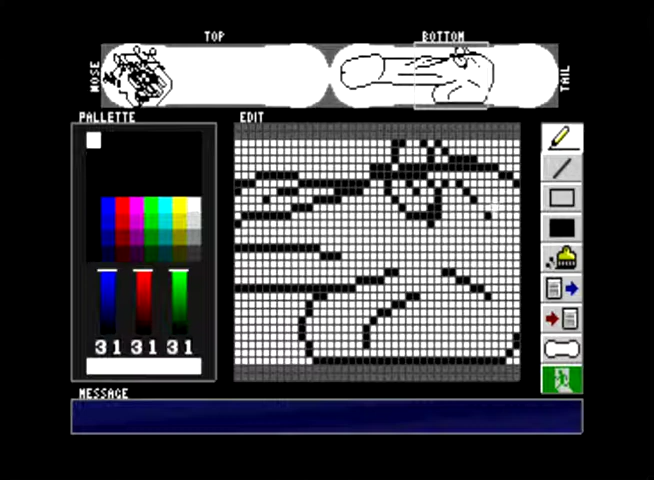 TOP
BOTTOM
NOSE
TAIL
PALLETTE
EDIT
31 31 31
MESSAGE